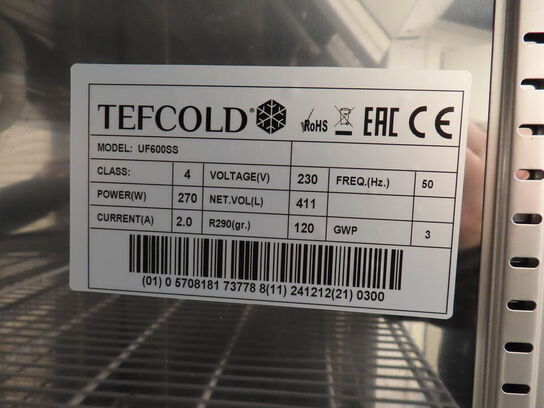 TEFCOLD® RoHS EAC CE
MODEL: UF600SS
CLASS: 4 VOLTAGE(V) 230 FREQ.(Hz.) 50
POWER(W) 270 NET.VOL(L) 411
CURRENT(A) 2.0 R290(gr.) 120 GWP 3
(01) 0 5708181 73778 8(11) 241212(21) 0300